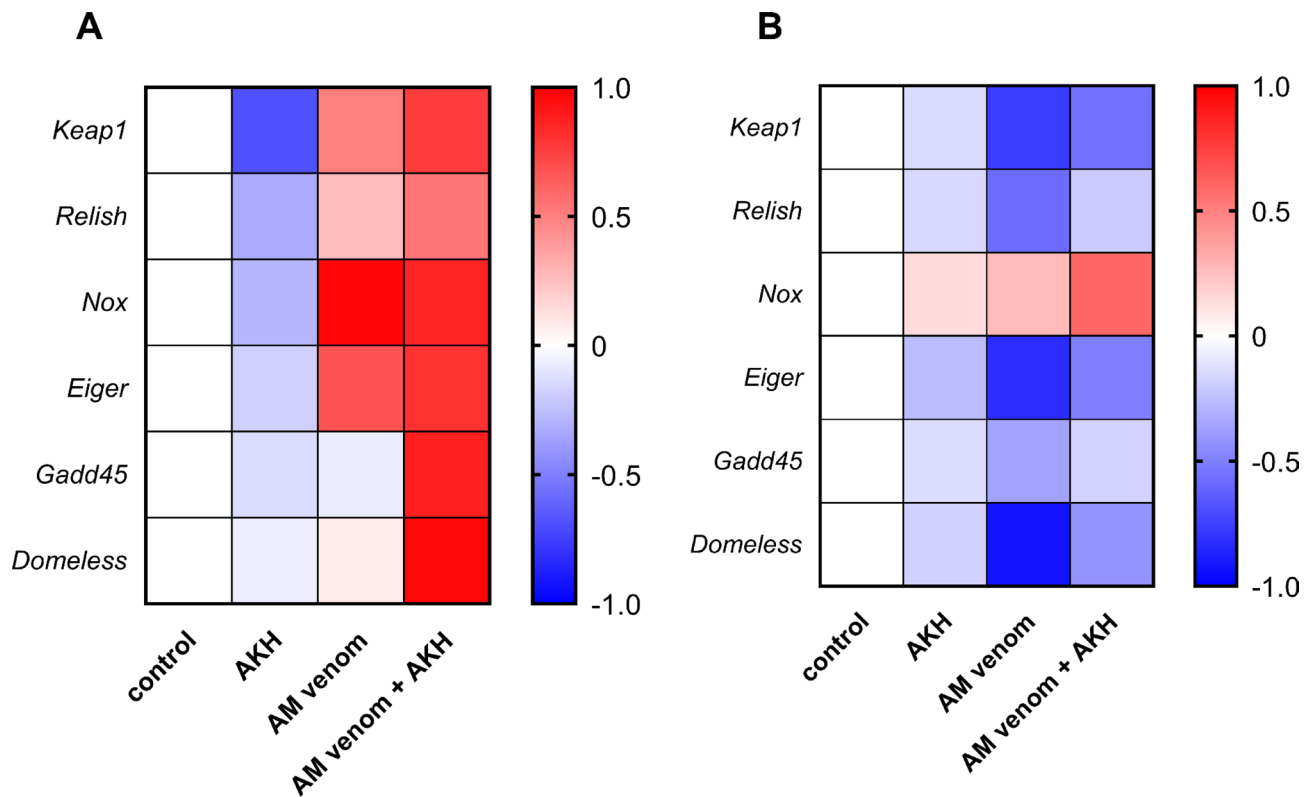 A
Keap1
Relish
Nox
Eiger
Gadd45
Domeless
control
AKH
AM venom
AM venom + AKH
1.0
0.5
0
-0.5
-1.0
B
Keap1
Relish
Nox
Eiger
Gadd45
Domeless
control
AKH
AM venom
AM venom + AKH
1.0
0.5
0
-0.5
-1.0